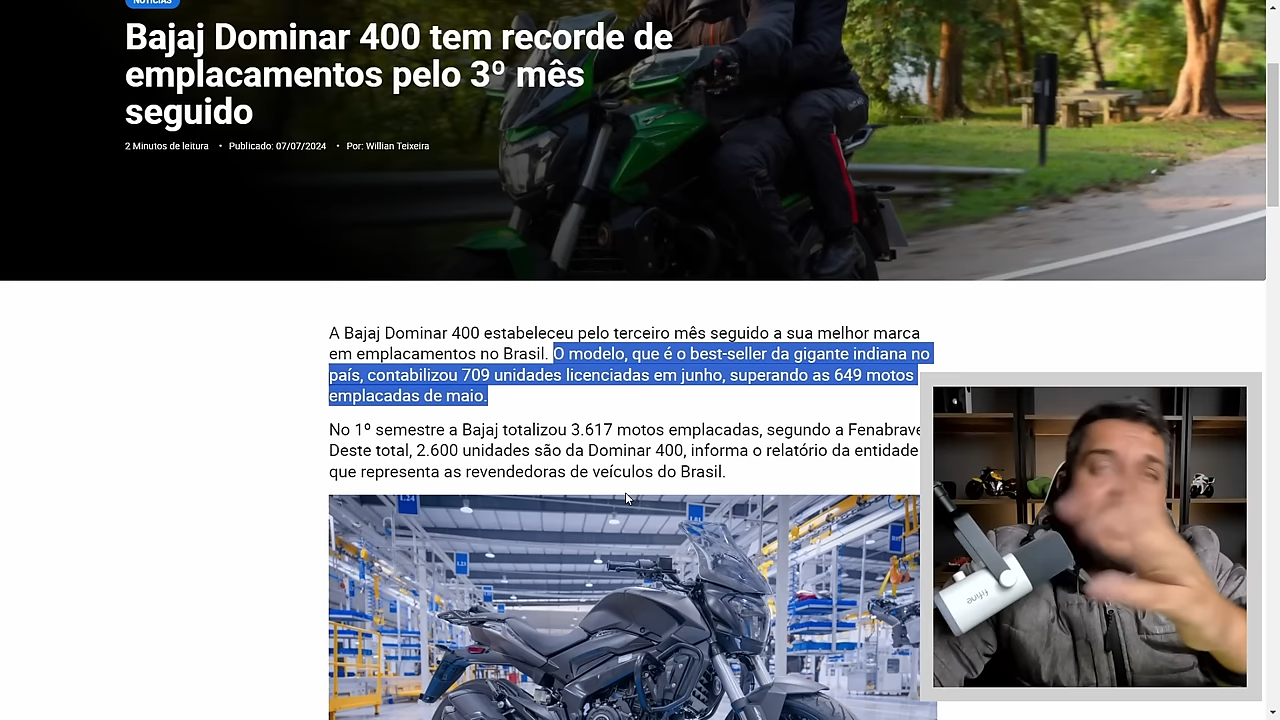 NOTÍCIAS
Bajaj Dominar 400 tem recorde de
emplacamentos pelo 3º mês
seguido
2 Minutos de leitura • Publicado: 07/07/2024 • Por: Willian Teixeira
A Bajaj Dominar 400 estabeleceu pelo terceiro mês seguido a sua melhor marca
em emplacamentos no Brasil. O modelo, que é o best-seller da gigante indiana no
país, contabilizou 709 unidades licenciadas em junho, superando as 649 motos
emplacadas de maio.
No 1º semestre a Bajaj totalizou 3.617 motos emplacadas, segundo a Fenabrave
Deste total, 2.600 unidades são da Dominar 400, informa o relatório da entidade
que representa as revendedoras de veículos do Brasil.
L24
fifine